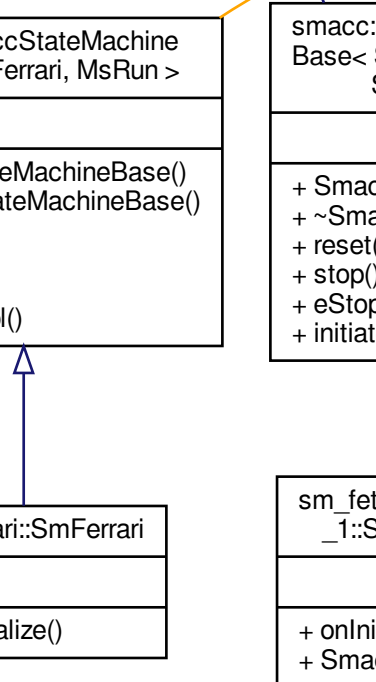 ccStateMachine
Ferrari, MsRun >
eMachineBase()
ateMachineBase()
l()
smacc:
Base< S
S
+ Smac
+ ~Sma
+ reset(
+ stop()
+ eStop
+ initiat
ari::SmFerrari
alize()
sm_fet
_1::S
+ onIni
+ Smac